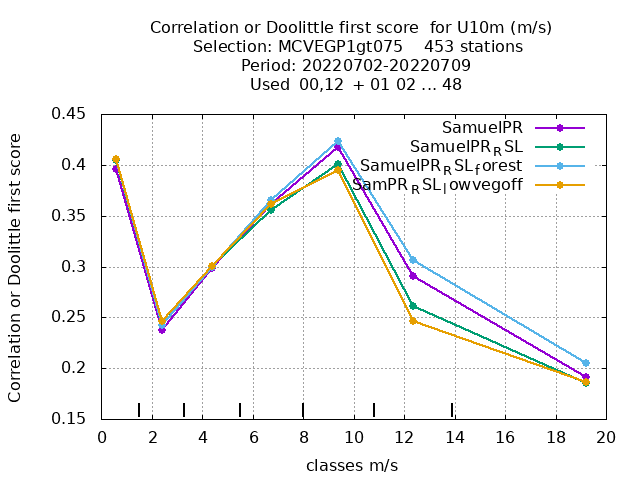 Correlation or Doolittle first score  for U10m (m/s)
Selection: MCVEGP1gt075    453 stations
Period: 20220702-20220709
Used  00,12  + 01 02 ... 48
Correlation or Doolittle first score
0.45
0.4
0.35
0.3
0.25
0.2
0.15
SamuelPR
SamuelPR_RSL
SamuelPR_RSL_forest
SamPR_RSL_lowvegoff
0 2 4 6 8 10 12 14 16 18 20
classes m/s